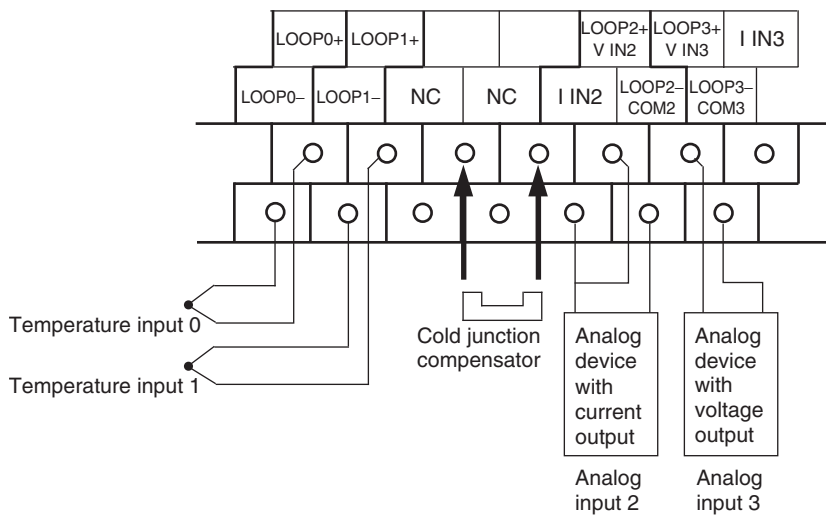 LOOP0+ LOOP1+ LOOP2+ V IN2 LOOP3+ V IN3 I IN3
LOOP0– LOOP1– NC NC I IN2 LOOP2– COM2 LOOP3– COM3
Temperature input 0
Temperature input 1
Cold junction
compensator
Analog
device
with
current
output
Analog
device
with
voltage
output
Analog
input 2
Analog
input 3